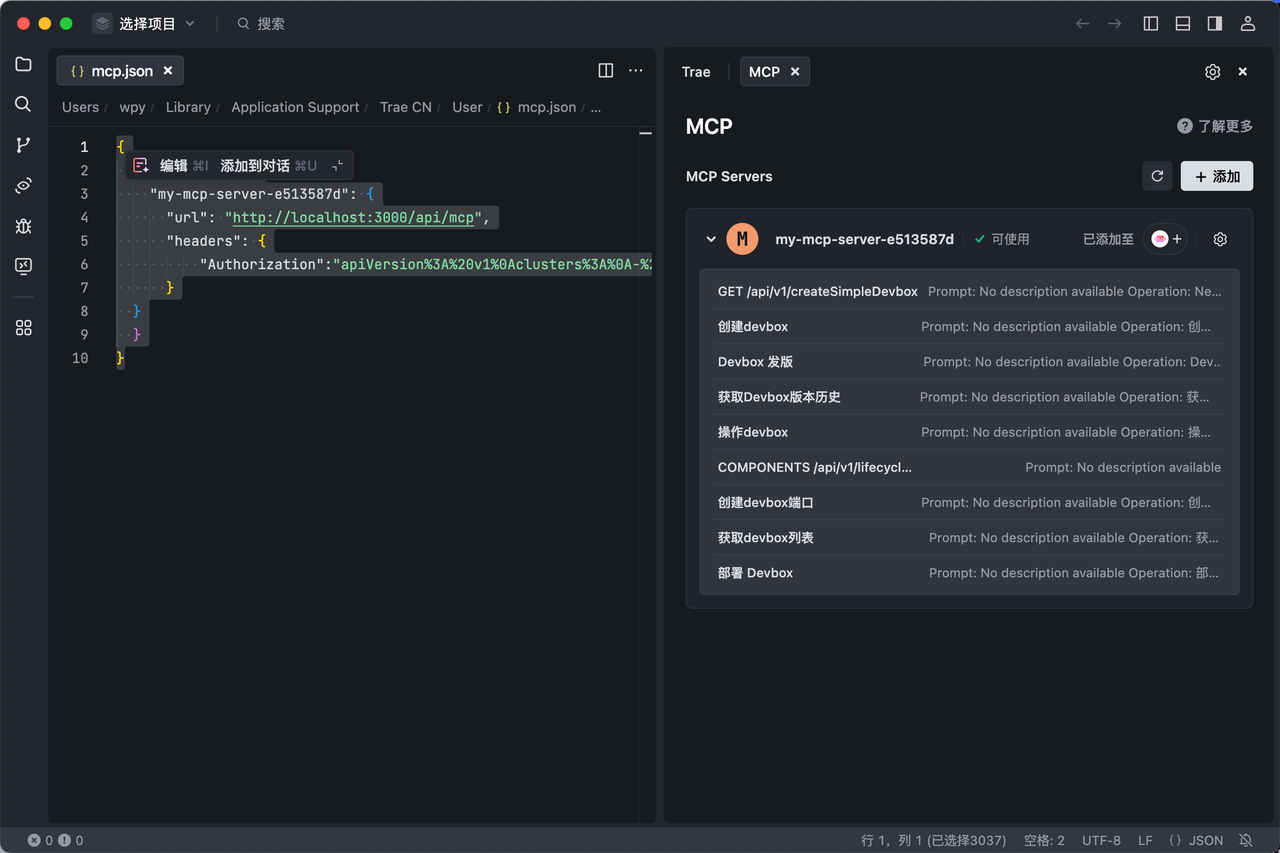 选择项目
搜索
{ } mcp.json ×
Users / wpy / Library / Application Support / Trae CN / User / { } mcp.json / ...
1 {
2
编辑 ⌘I 添加到对话 ⌘U
3 "my-mcp-server-e513587d": {
4 "url": "http://localhost:3000/api/mcp",
5 "headers": {
6 "Authorization":"apiVersion%3A%20v1%0Aclusters%3A%0A-%2
7 }
8 }
9 }
10 }
Trae
MCP ×
MCP
了解更多
MCP Servers
+ 添加
M my-mcp-server-e513587d 可使用 已添加至 +
GET /api/v1/createSimpleDevbox Prompt: No description available Operation: Ne...
创建devbox Prompt: No description available Operation: 创...
Devbox 发版 Prompt: No description available Operation: Dev...
获取Devbox版本历史 Prompt: No description available Operation: 获...
操作devbox Prompt: No description available Operation: 操...
COMPONENTS /api/v1/lifecycl... Prompt: No description available
创建devbox端口 Prompt: No description available Operation: 创...
获取devbox列表 Prompt: No description available Operation: 获...
部署 Devbox Prompt: No description available Operation: 部...
0 0
行 1，列 1 (已选择3037) 空格: 2 UTF-8 LF { } JSON